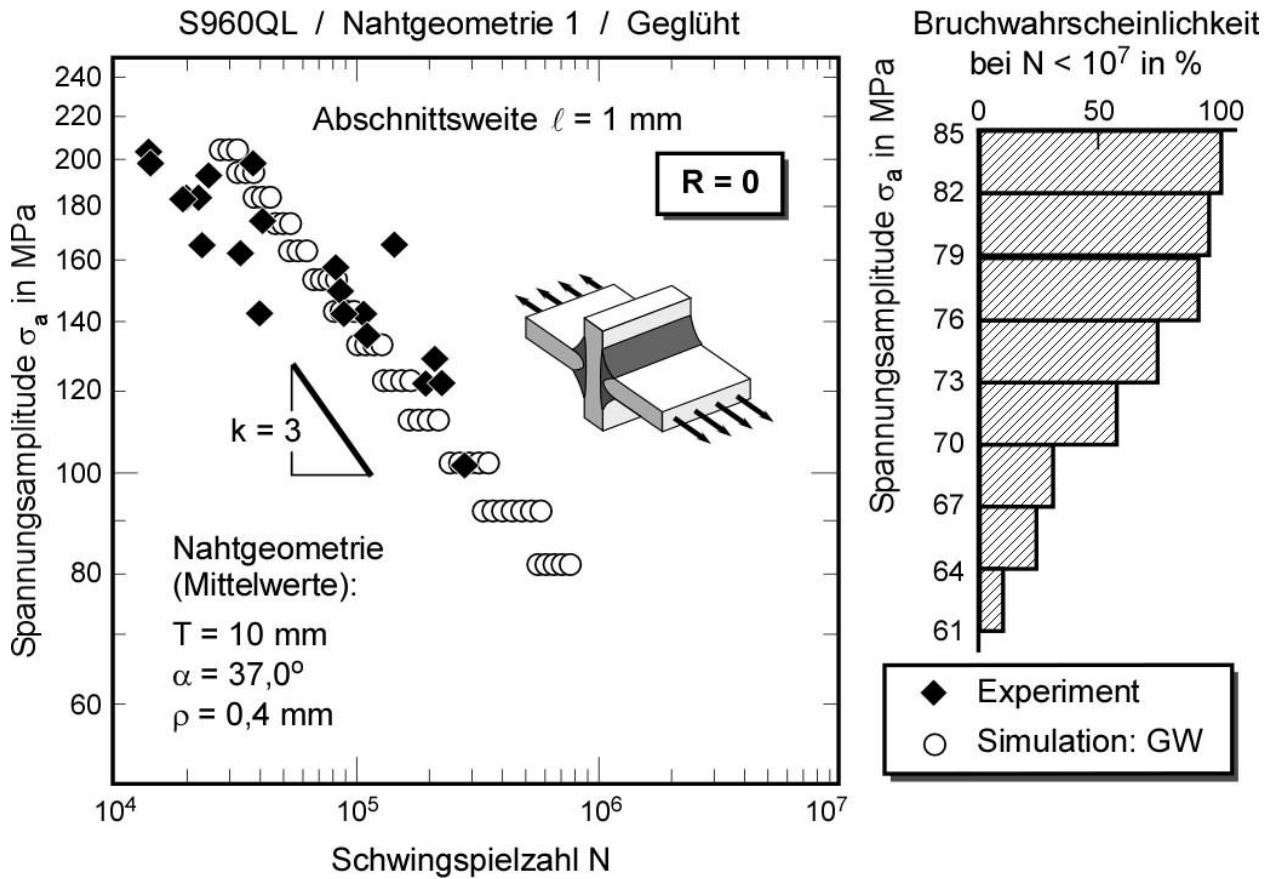 S960QL / Nahtgeometrie 1 / Geglüht
Spannungsamplitude σa in MPa
240
220
200
180
160
140
120
100
80
60
Abschnittsweite ℓ = 1 mm
R = 0
k = 3
Nahtgeometrie
(Mittelwerte):
T = 10 mm
α = 37,0º
ρ = 0,4 mm
10⁴ 10⁵ 10⁶ 10⁷
Schwingspielzahl N
Bruchwahrscheinlichkeit
bei N < 10⁷ in %
0 50 100
Spannungsamplitude σa in MPa
85
82
79
76
73
70
67
64
61
Experiment
Simulation: GW